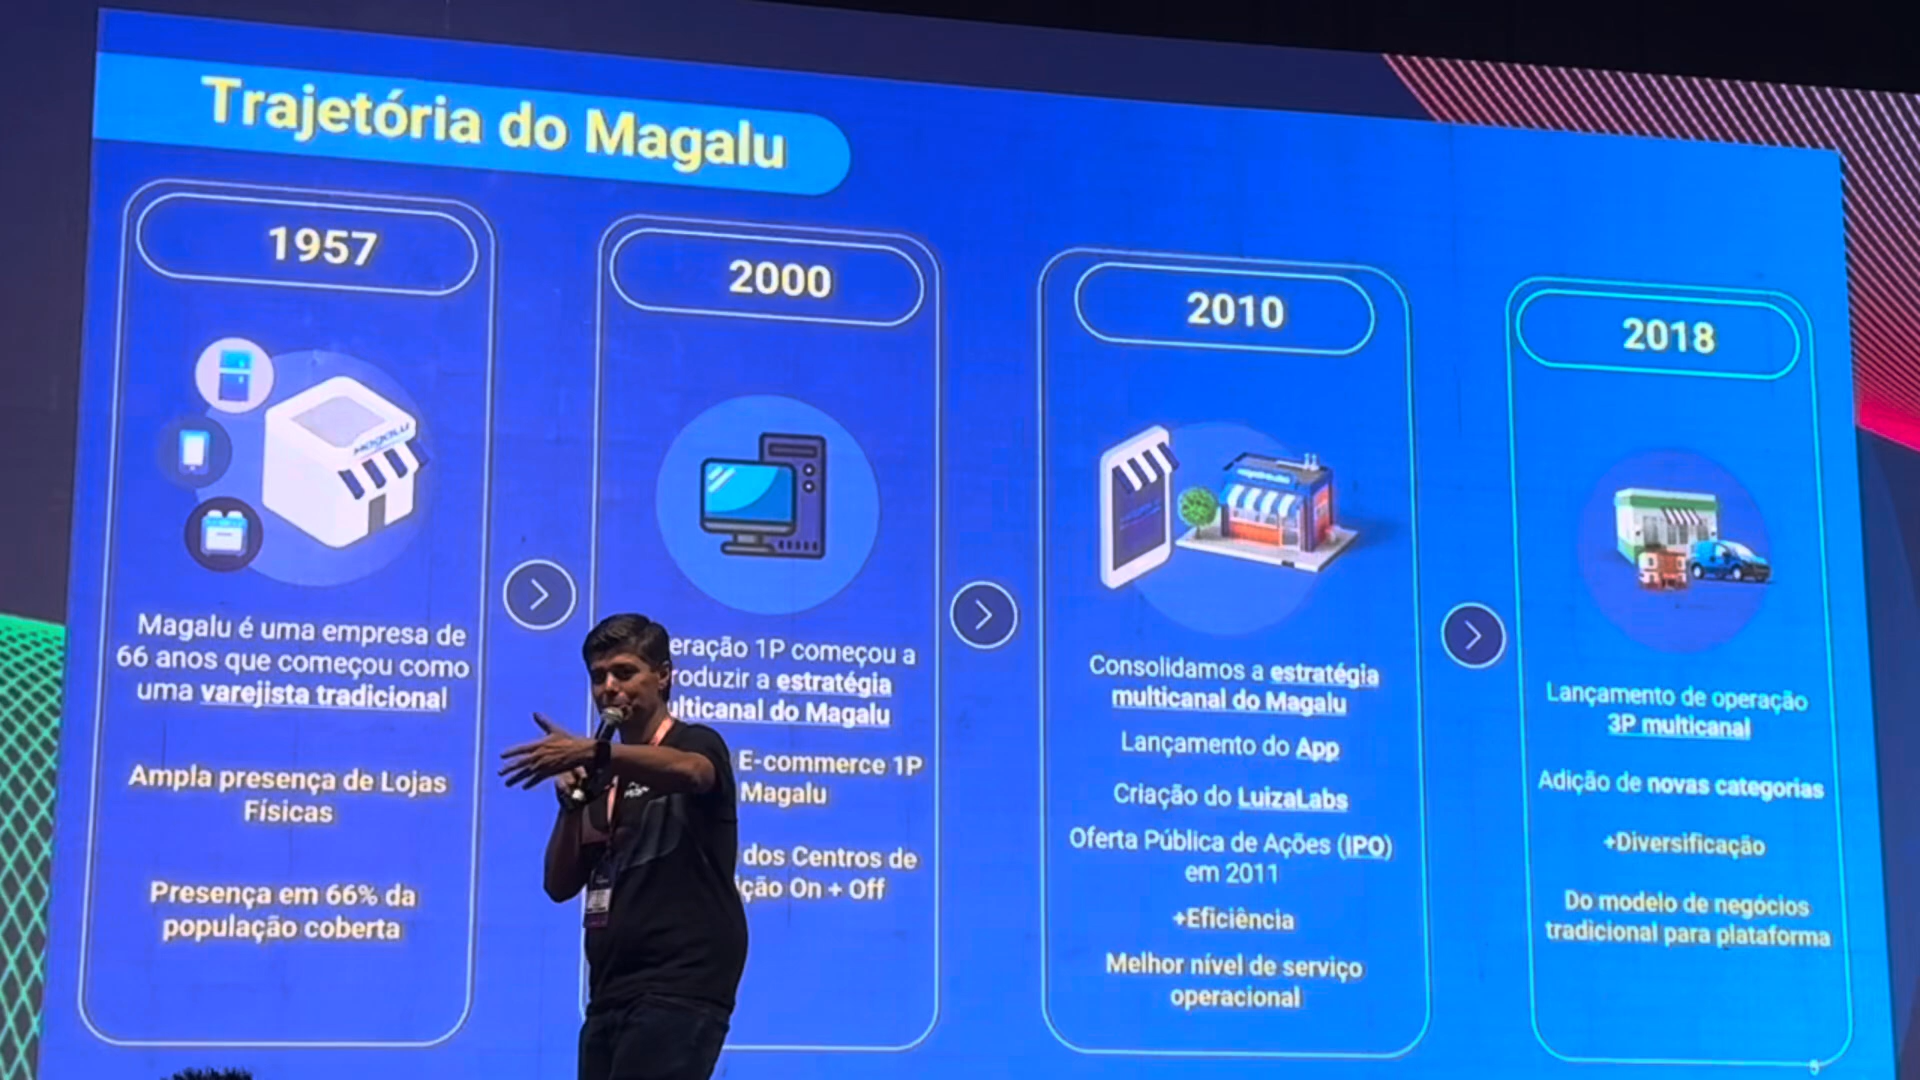 Trajetória do Magalu
1957
Magalu
Magalu é uma empresa de
66 anos que começou como
uma varejista tradicional
Ampla presença de Lojas
Físicas
Presença em 66% da
população coberta
2000
1P começou a
a estratégia
do Magalu
E-commerce 1P
Magalu
dos Centros de
On + Off
2010
Consolidamos a estratégia
multicanal do Magalu
Lançamento do App
Criação do LuizaLabs
Oferta Pública de Ações (IPO)
em 2011
+Eficiência
Melhor nível de serviço
operacional
2018
Lançamento de operação
3P multicanal
Adição de novas categorias
+Diversificação
Do modelo de negócios
tradicional para plataforma
5